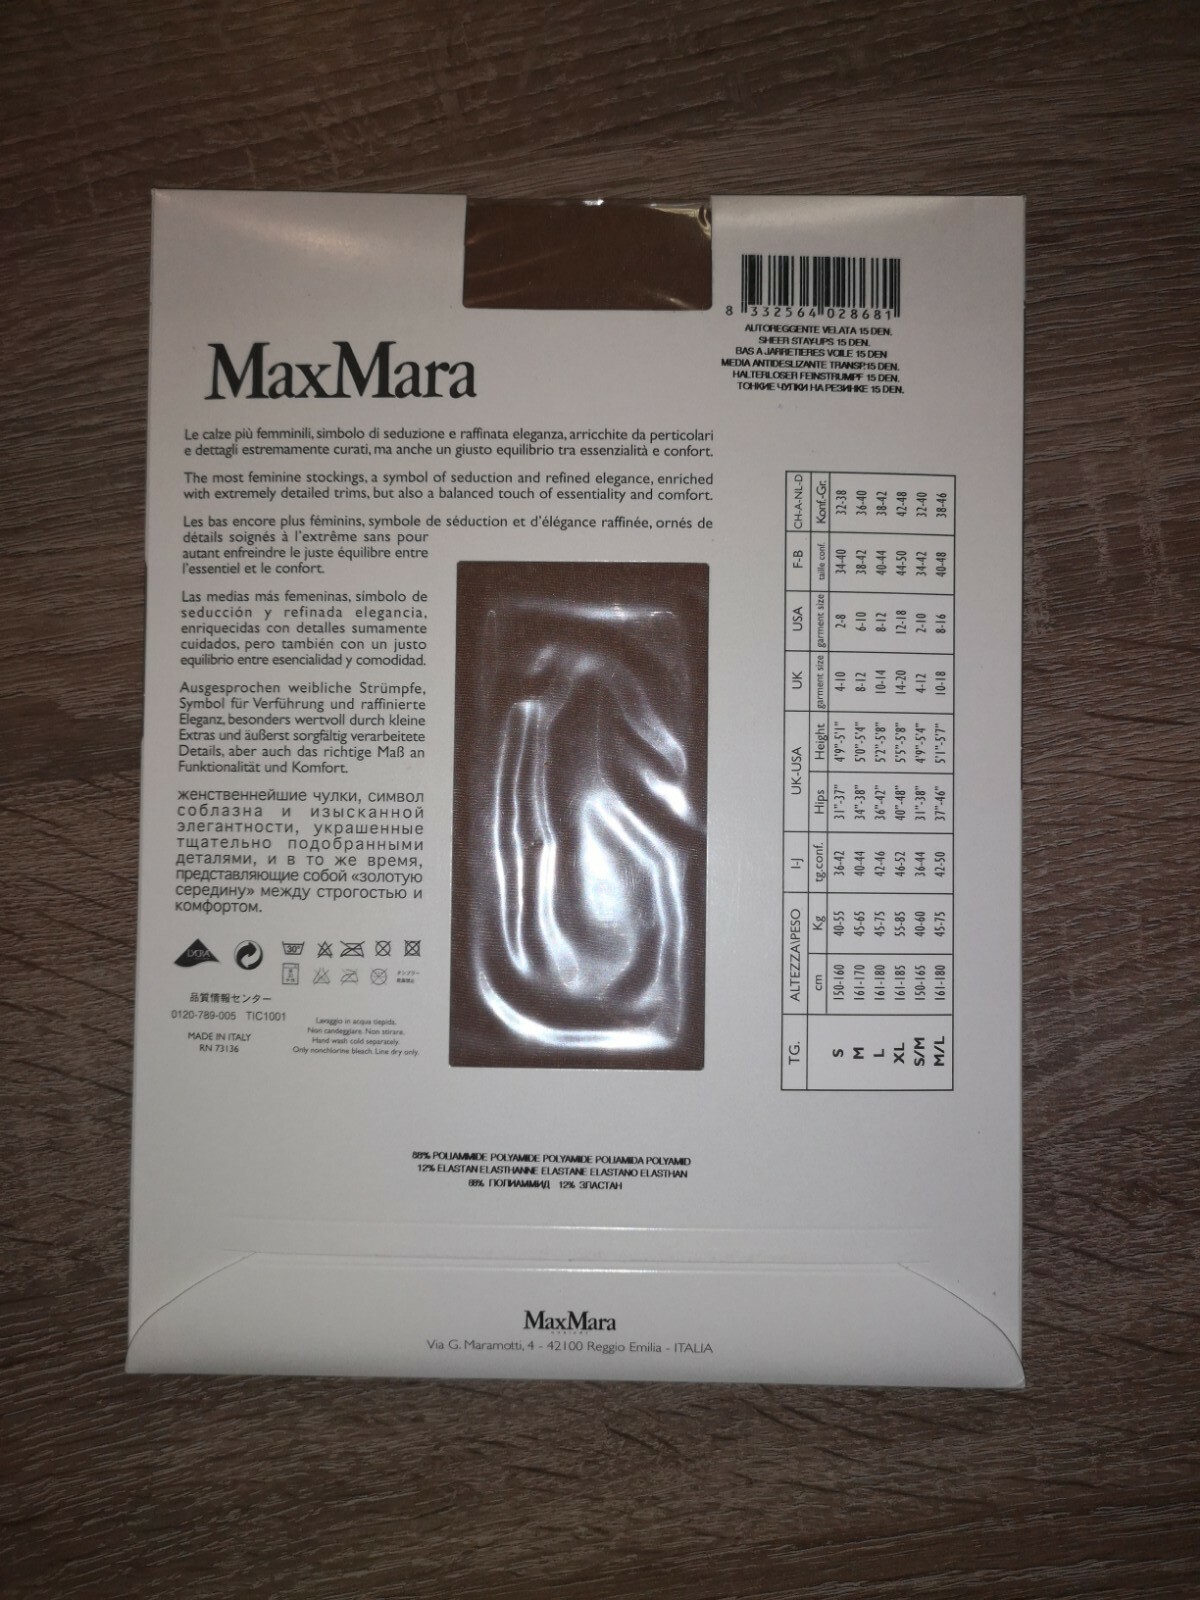 8 332564 028681
AUTOREGGENTE VELATA 15 DEN.
SHEER STAY-UPS 15 DEN.
BAS A JARRETIERES VOILE 15 DEN
MEDIA ANTIDESLIZANTE TRANSP.15 DEN.
HALTERLOSER FEINSTRUMPF 15 DEN.
ТОНКИЕ ЧУЛКИ НА РЕЗИНКЕ 15 DEN.
MaxMara
Le calze più femminili, simbolo di seduzione e raffinata eleganza, arricchite da perticolari
e dettagli estremamente curati, ma anche un giusto equilibrio tra essenzialità e confort.
The most feminine stockings, a symbol of seduction and refined elegance, enriched
with extremely detailed trims, but also a balanced touch of essentiality and comfort.
Les bas encore plus féminins, symbole de séduction et d'élégance raffinée, ornés de
détails soignés à l'extrême sans pour
autant enfreindre le juste équilibre entre
l'essentiel et le confort.
Las medias más femeninas, símbolo de
seducción y refinada elegancia,
enriquecidas con detalles sumamente
cuidados, pero también con un justo
equilibrio entre esencialidad y comodidad.
Ausgesprochen weibliche Strümpfe,
Symbol für Verführung und raffinierte
Eleganz, besonders wertvoll durch kleine
Extras und äußerst sorgfältig verarbeitete
Details, aber auch das richtige Maß an
Funktionalität und Komfort.
женственнейшие чулки, символ
соблазна и изысканной
элегантности, украшенные
тщательно подобранными
деталями, и в то же время,
представляющие собой «золотую
середину» между строгостью и
комфортом.
LYCRA
30°
品質情報センター
0120-789-005 TIC1001
MADE IN ITALY
RN 73136
Lavaggio in acqua tiepida.
Non candeggiare. Non stirare.
Hand wash cold separately.
Only nonchlorine bleach. Line dry only.
TG. ALTEZZA\PESO I-J UK-USA UK USA F-B CH-A-NL-D
cm Kg tg.conf. Hips Height garment size garment size taille conf. Konf.-Gr.
S 150-160 40-55 36-42 31"-37" 4'9"-5'1" 4-10 2-8 34-40 32-38
M 161-170 45-65 40-44 34"-38" 5'0"-5'4" 8-12 6-10 38-42 36-40
L 161-180 45-75 42-46 36"-42" 5'2"-5'8" 10-14 8-12 40-44 38-42
XL 161-185 55-85 46-52 40"-48" 5'5"-5'8" 14-20 12-18 44-50 42-48
S/M 150-165 40-60 36-44 31"-38" 4'9"-5'4" 4-12 2-10 34-42 32-40
M/L 161-180 45-75 42-50 37"-46" 5'1"-5'7" 10-18 8-16 40-48 38-46
88% POLIAMMIDE POLYAMIDE POLYAMIDE POLIAMIDA POLYAMID
12% ELASTAN ELASTHANNE ELASTANE ELASTANO ELASTHAN
88% ПОЛИАММИД 12% ЭЛАСТАН
MaxMara
Via G. Maramotti, 4 - 42100 Reggio Emilia - ITALIA